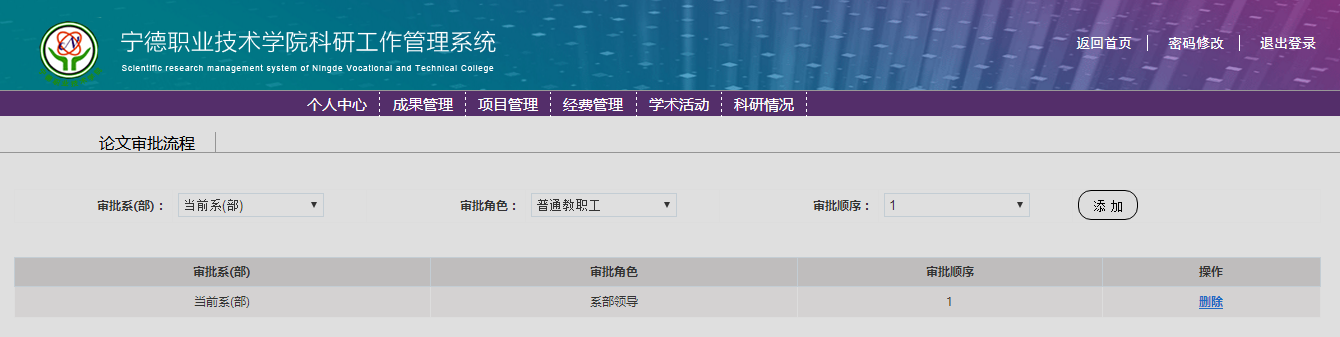 宁德职业技术学院科研工作管理系统
Scientific research management system of Ningde Vocational and Technical College
返回首页 密码修改 退出登录
个人中心 成果管理 项目管理 经费管理 学术活动 科研情况
论文审批流程
审批系(部)： 当前系(部) 审批角色： 普通教职工 审批顺序： 1 添 加
审批系(部) 审批角色 审批顺序 操作
当前系(部) 系部领导 1 删除